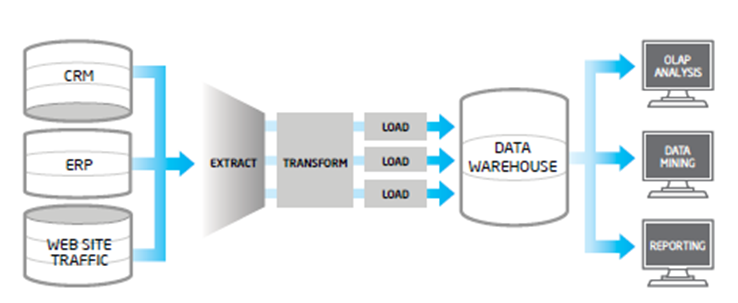 CRM
ERP
WEB SITE
TRAFFIC
EXTRACT
TRANSFORM
LOAD
LOAD
LOAD
DATA
WAREHOUSE
OLAP
ANALYSIS
DATA
MINING
REPORTING